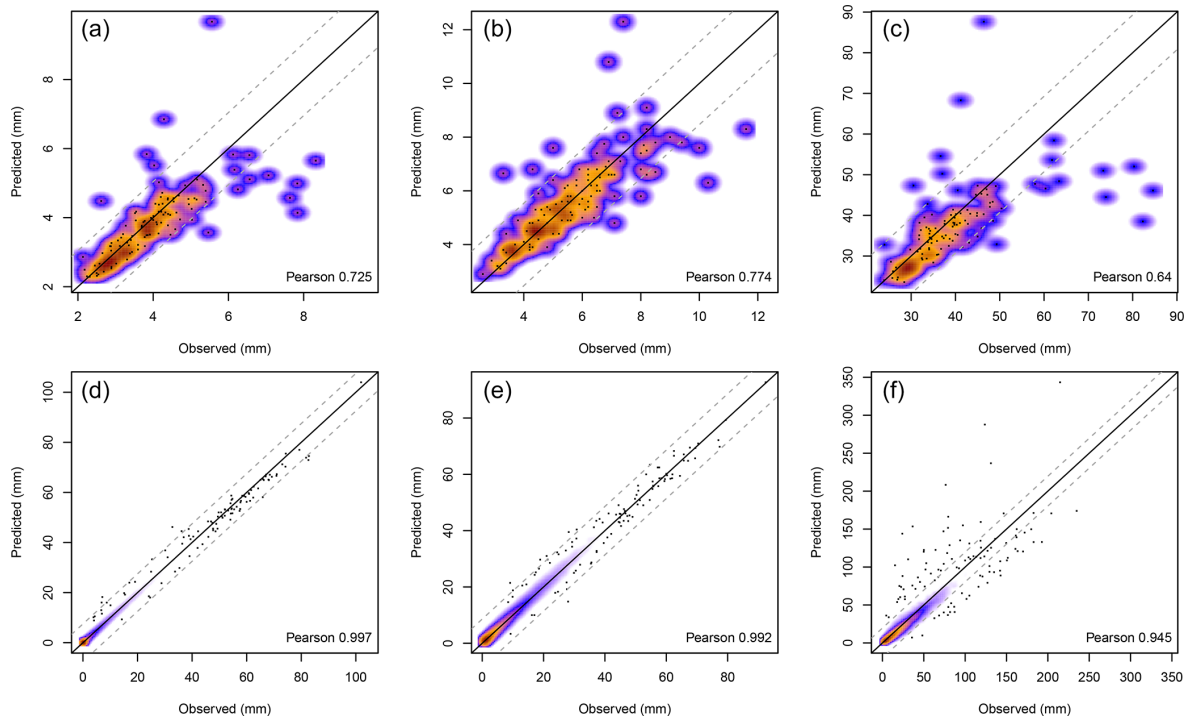 (a)
Predicted (mm)
2 4 6 8
2 4 6 8
Observed (mm)
Pearson 0.725
(b)
Predicted (mm)
4 6 8 10 12
4 6 8 10 12
Observed (mm)
Pearson 0.774
(c)
Predicted (mm)
30 40 50 60 70 80 90
30 40 50 60 70 80 90
Observed (mm)
Pearson 0.64
(d)
Predicted (mm)
0 20 40 60 80 100
0 20 40 60 80 100
Observed (mm)
Pearson 0.997
(e)
Predicted (mm)
0 20 40 60 80
0 20 40 60 80
Observed (mm)
Pearson 0.992
(f)
Predicted (mm)
0 50 100 150 200 250 300 350
0 50 100 150 200 250 300 350
Observed (mm)
Pearson 0.945